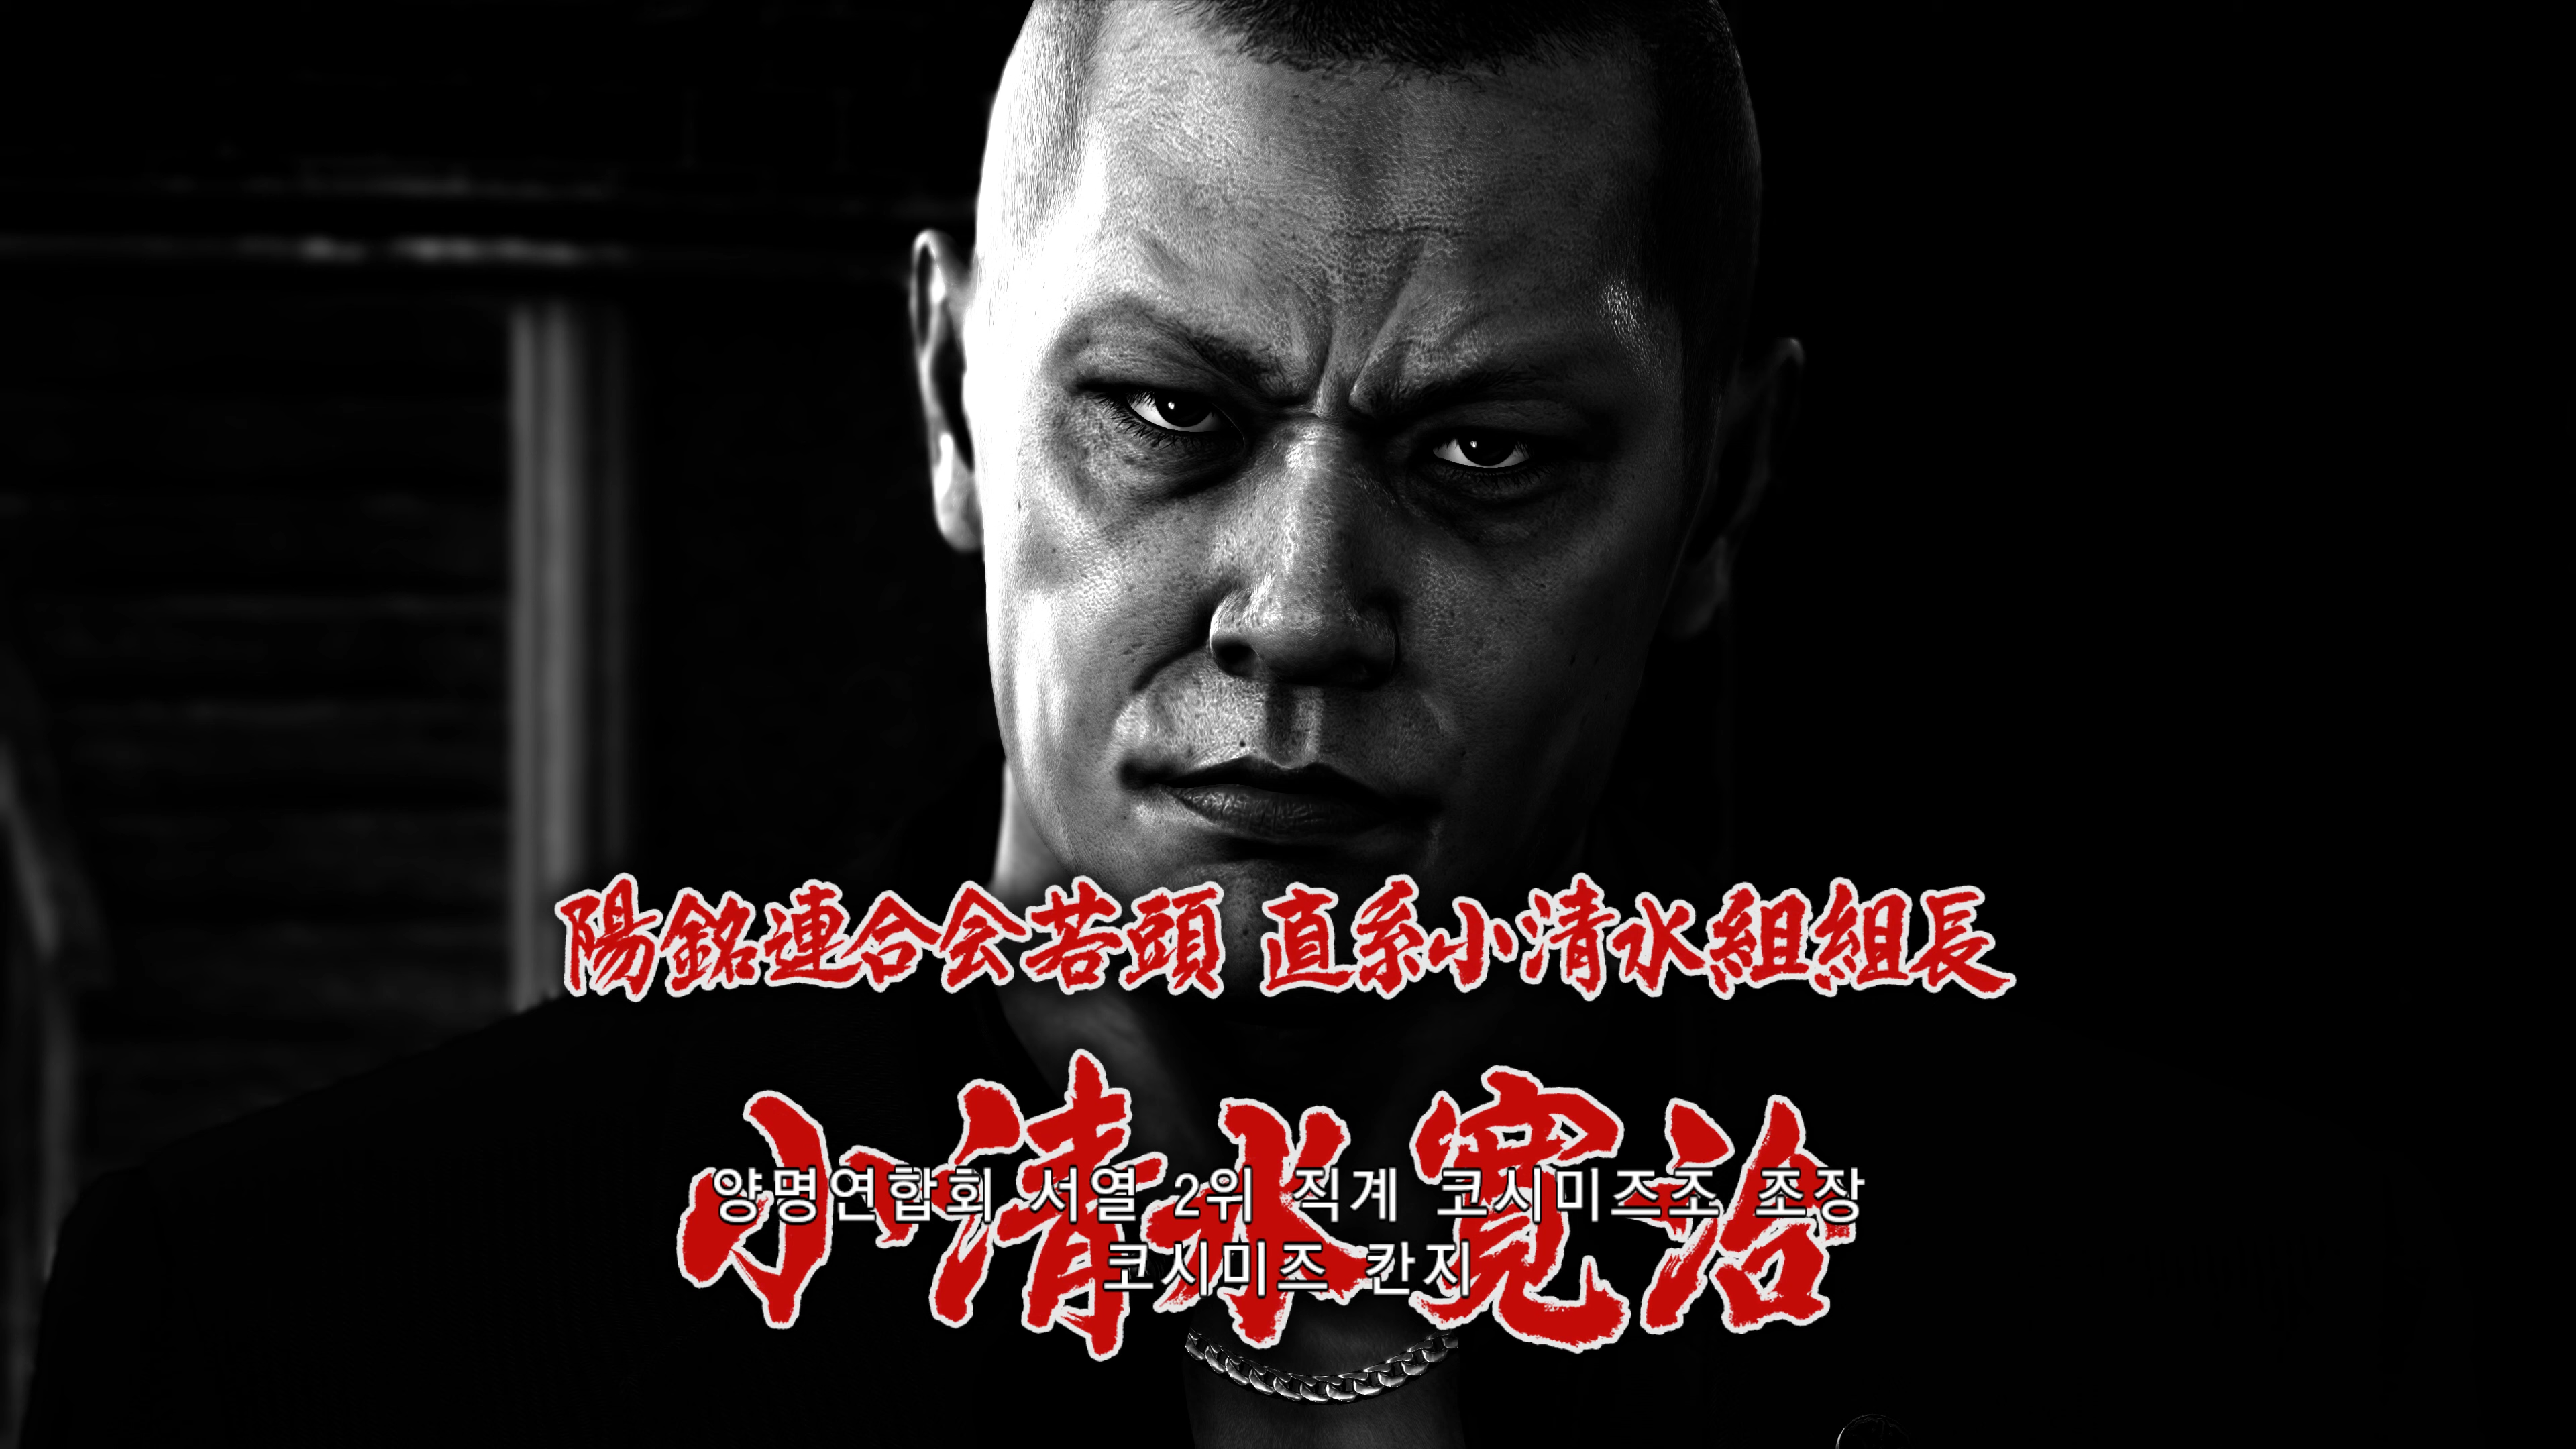 陽銘連合会若頭 直系小清水組組長
小清水寛治
양명연합회 서열 2위 직계 코시미즈조 조장
코시미즈 칸지